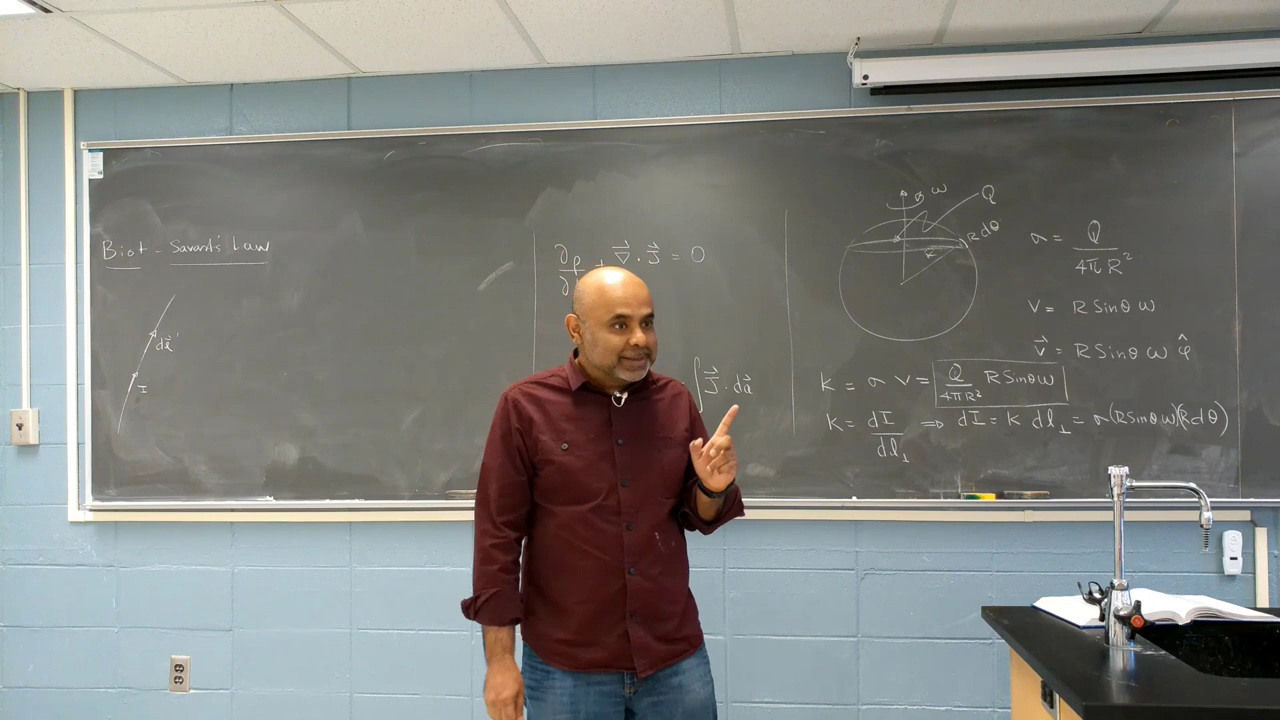 Biot - Savart's Law
dl⃗'
I
∂ρ/∂ + ∇⃗ · J⃗ = 0
∫ J⃗ · da⃗
ω
Q
R dθ
σ = Q / 4πR²
V = R Sinθ ω
v⃗ = R Sinθ ω φ̂
K = σ V = Q / 4πR² R Sinθ ω
K = dI / dl⊥ ⇒ dI = K dl⊥ = σ(R Sinθ ω)(R dθ)